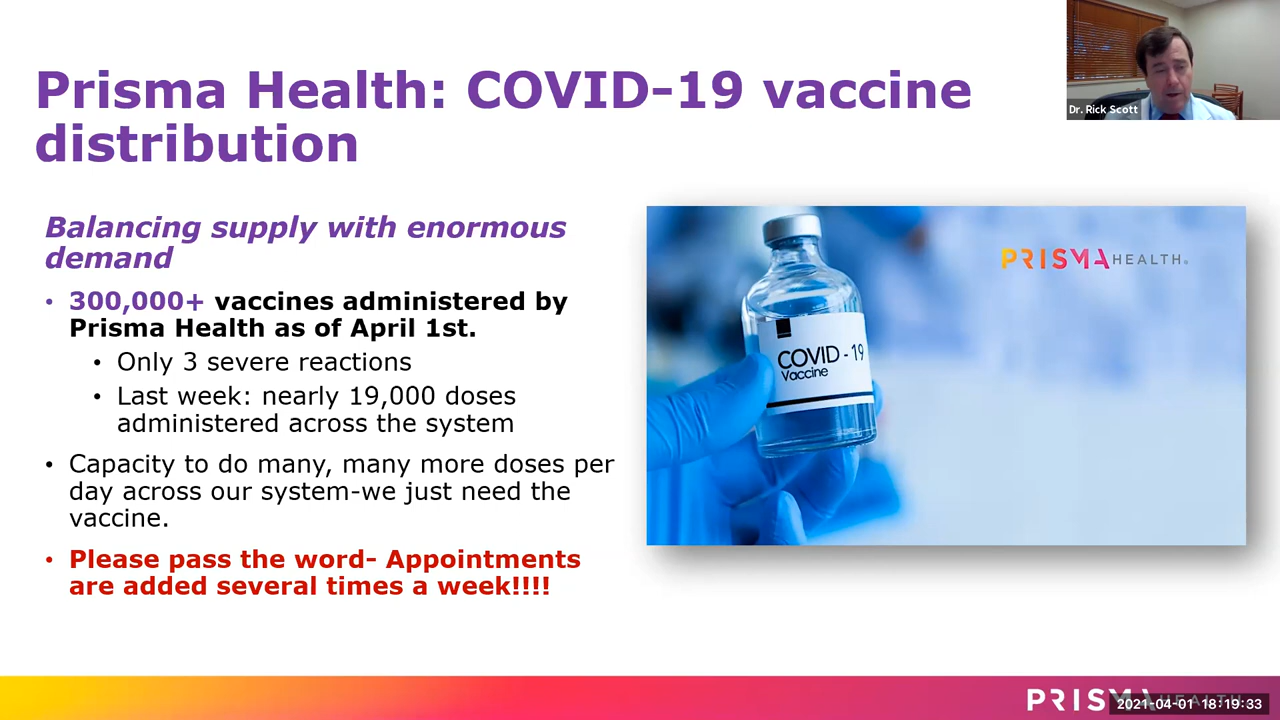 Prisma Health: COVID-19 vaccine
distribution
Dr. Rick Scott
Balancing supply with enormous
demand
• 300,000+ vaccines administered by
Prisma Health as of April 1st.
• Only 3 severe reactions
• Last week: nearly 19,000 doses
administered across the system
• Capacity to do many, many more doses per
day across our system-we just need the
vaccine.
• Please pass the word- Appointments
are added several times a week!!!!
PRISMA HEALTH®
COVID - 19
Vaccine
PRISMA HEALTH
2021-04-01 18:19:33